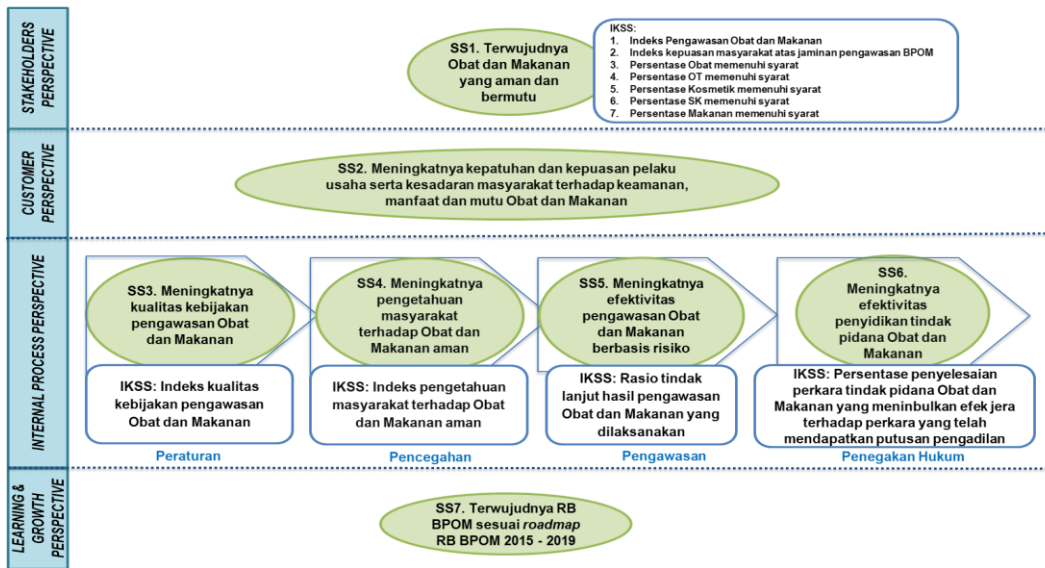 STAKEHOLDERS
PERSPECTIVE
SS1. Terwujudnya
Obat dan Makanan
yang aman dan
bermutu
IKSS:
1. Indeks Pengawasan Obat dan Makanan
2. Indeks kepuasan masyarakat atas jaminan pengawasan BPOM
3. Persentase Obat memenuhi syarat
4. Persentase OT memenuhi syarat
5. Persentase Kosmetik memenuhi syarat
6. Persentase SK memenuhi syarat
7. Persentase Makanan memenuhi syarat
CUSTOMER
PERSPECTIVE
SS2. Meningkatnya kepatuhan dan kepuasan pelaku
usaha serta kesadaran masyarakat terhadap keamanan,
manfaat dan mutu Obat dan Makanan
INTERNAL PROCESS PERSPECTIVE
SS3. Meningkatnya
kualitas kebijakan
pengawasan Obat
dan Makanan
IKSS: Indeks kualitas
kebijakan pengawasan
Obat dan Makanan
Peraturan
SS4. Meningkatnya
pengetahuan
masyarakat
terhadap Obat dan
Makanan aman
IKSS: Indeks pengetahuan
masyarakat terhadap Obat
dan Makanan aman
Pencegahan
SS5. Meningkatnya
efektivitas
pengawasan Obat
dan Makanan
berbasis risiko
IKSS: Rasio tindak
lanjut hasil pengawasan
Obat dan Makanan yang
dilaksanakan
Pengawasan
SS6.
Meningkatnya
efektivitas
penyidikan tindak
pidana Obat dan
Makanan
IKSS: Persentase penyelesaian
perkara tindak pidana Obat dan
Makanan yang meninbulkan efek jera
terhadap perkara yang telah
mendapatkan putusan pengadilan
Penegakan Hukum
LEARNING &
GROWTH
PERSPECTIVE
SS7. Terwujudnya RB
BPOM sesuai roadmap
RB BPOM 2015 - 2019